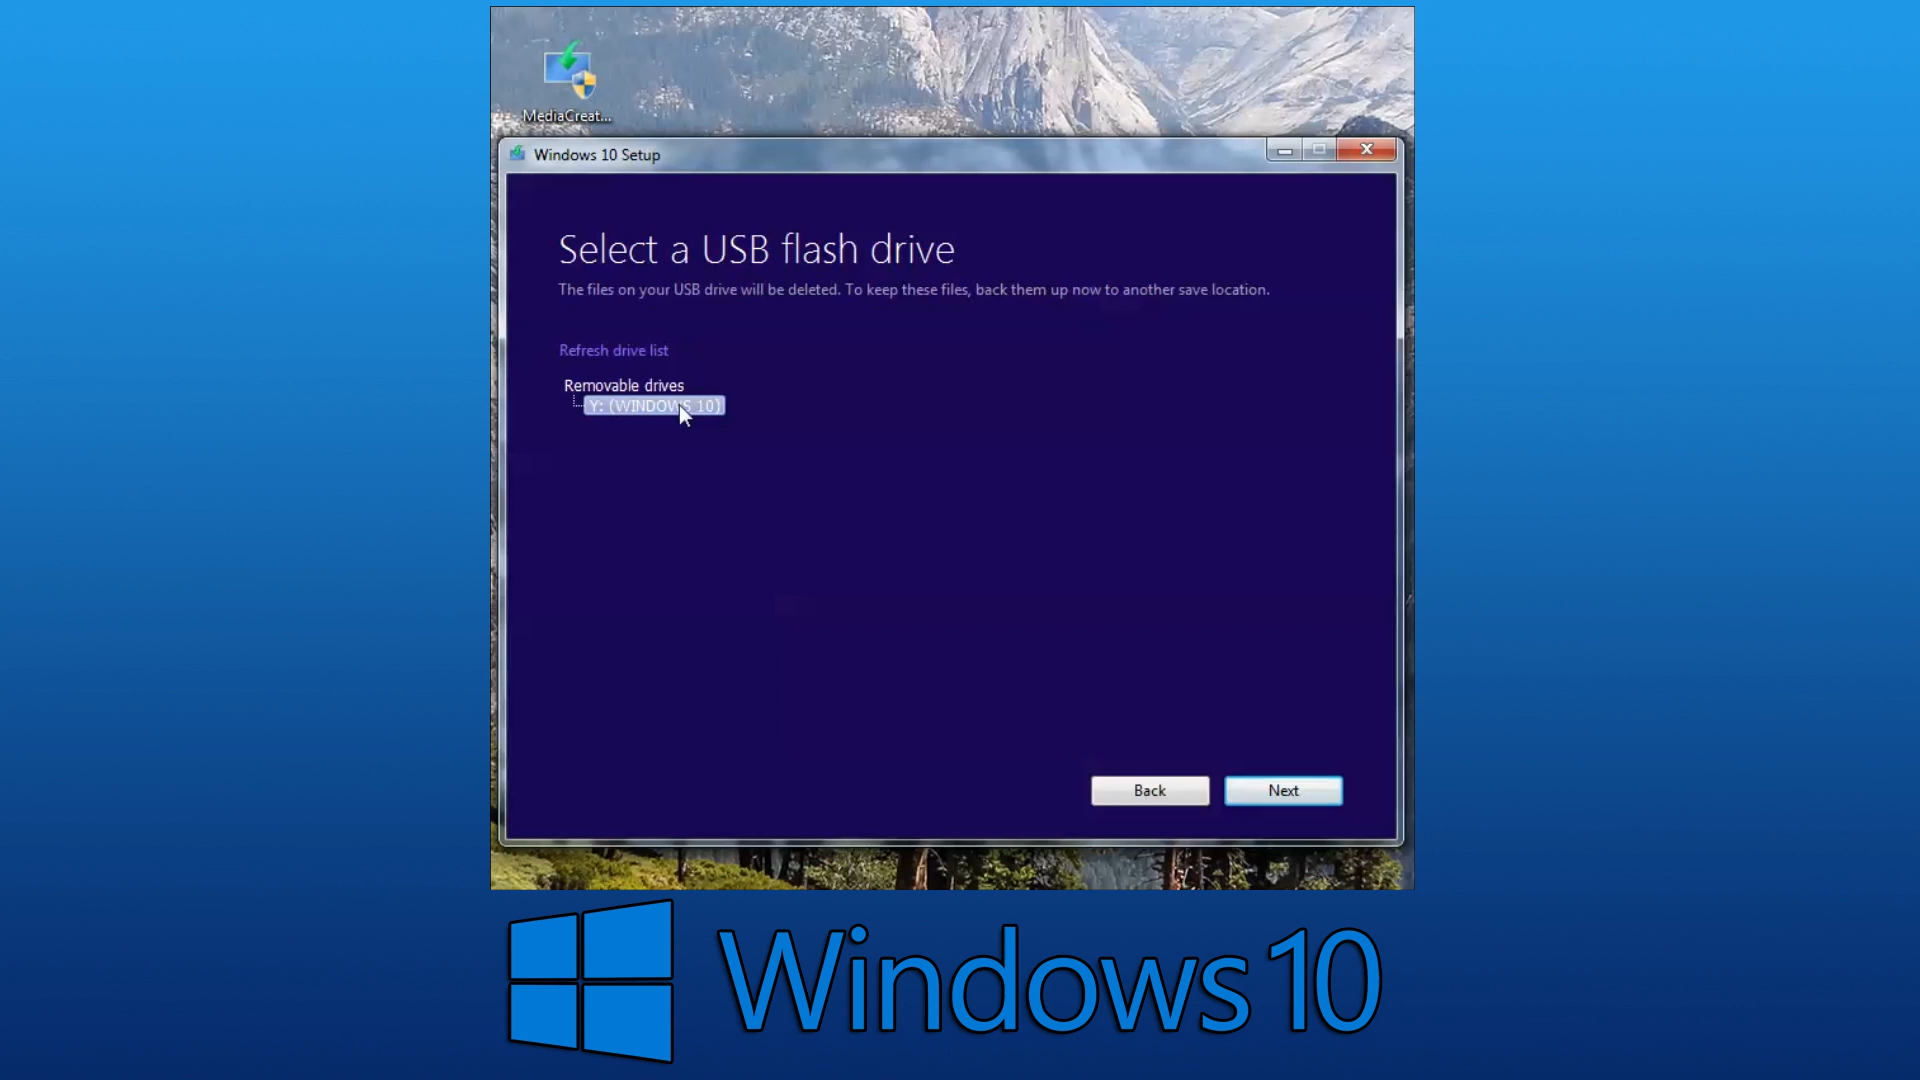 MediaCreat...
Windows 10 Setup
Select a USB flash drive
The files on your USB drive will be deleted. To keep these files, back them up now to another save location.
Refresh drive list
Removable drives
Y: (WINDOWS 10)
Back
Next
Windows 10